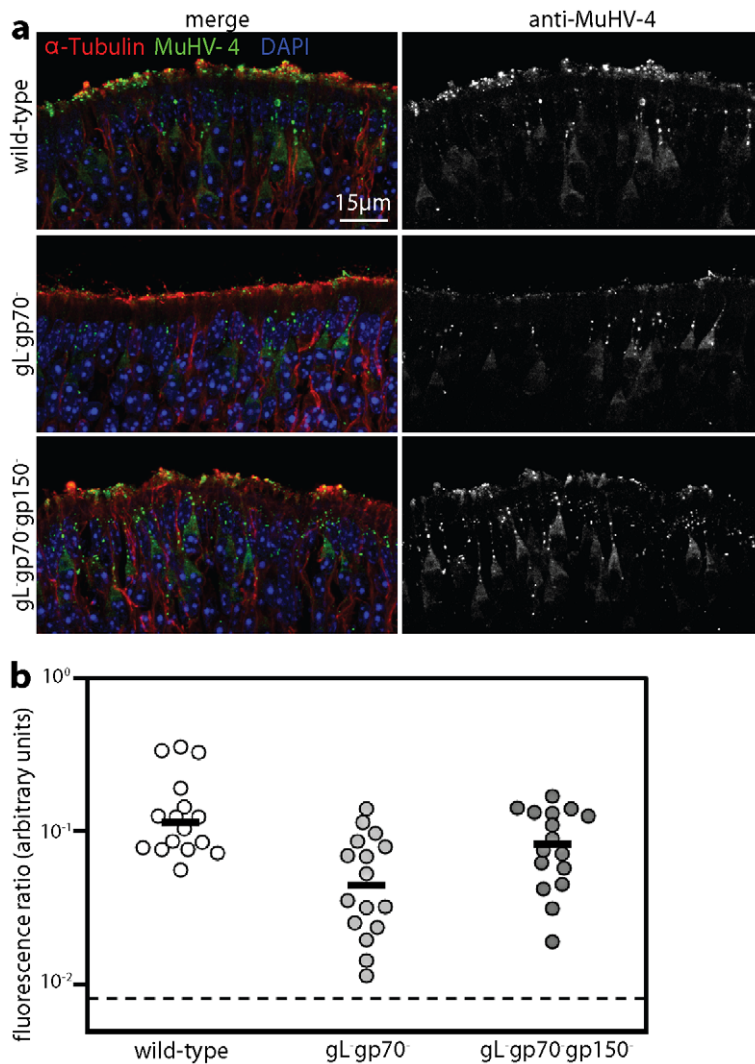 a
merge
anti-MuHV-4
α-Tubulin MuHV-4 DAPI
wild-type
15µm
gL⁻gp70⁻
gL⁻gp70⁻gp150⁻
b
fluorescence ratio (arbitrary units)
10⁰
10⁻¹
10⁻²
wild-type
gL⁻gp70⁻
gL⁻gp70⁻gp150⁻